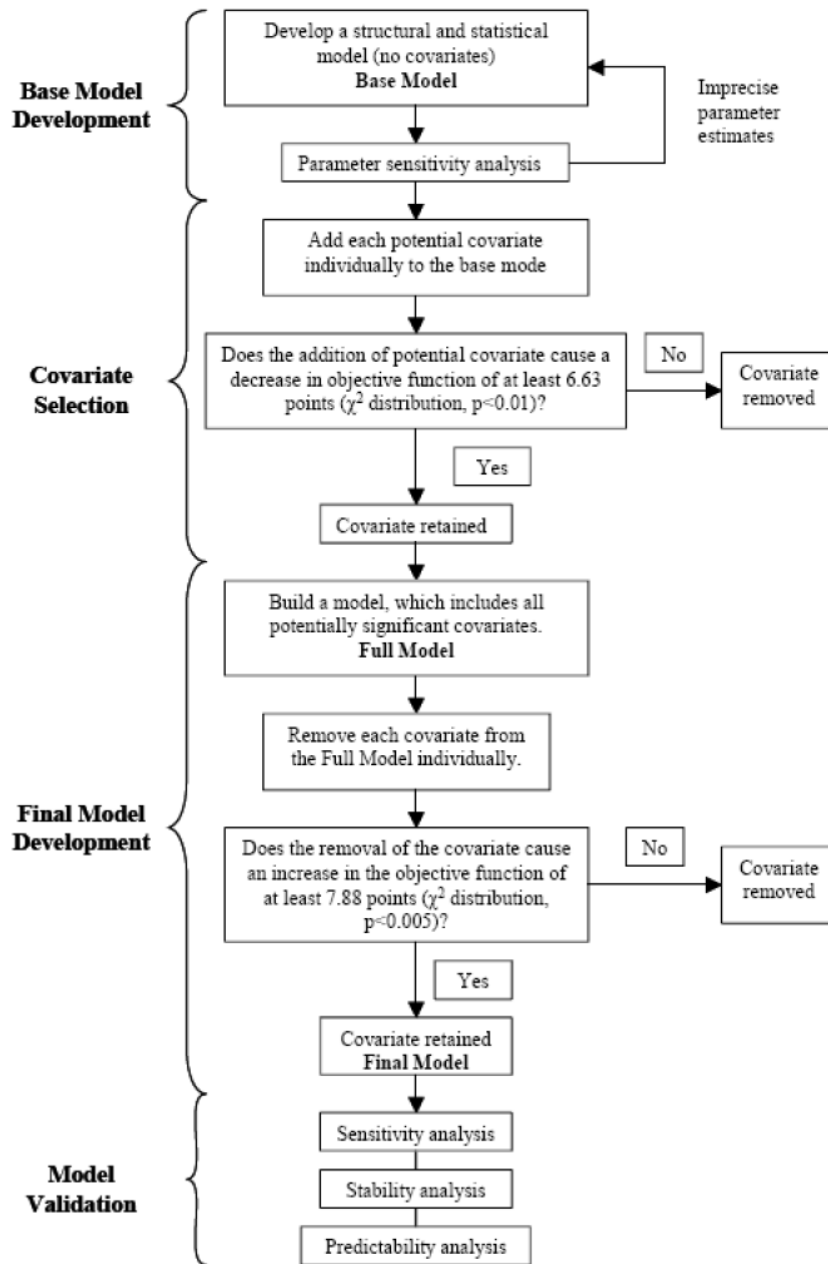 Develop a structural and statistical
model (no covariates)
Base Model
Base Model
Development
Imprecise
parameter
estimates
Parameter sensitivity analysis
Add each potential covariate
individually to the base mode
Covariate
Selection
Does the addition of potential covariate cause a
decrease in objective function of at least 6.63
points (χ² distribution, p<0.01)?
No
Covariate
removed
Yes
Covariate retained
Build a model, which includes all
potentially significant covariates.
Full Model
Remove each covariate from
the Full Model individually.
Final Model
Development
Does the removal of the covariate cause
an increase in the objective function of
at least 7.88 points (χ² distribution,
p<0.005)?
No
Covariate
removed
Yes
Covariate retained
Final Model
Model
Validation
Sensitivity analysis
Stability analysis
Predictability analysis